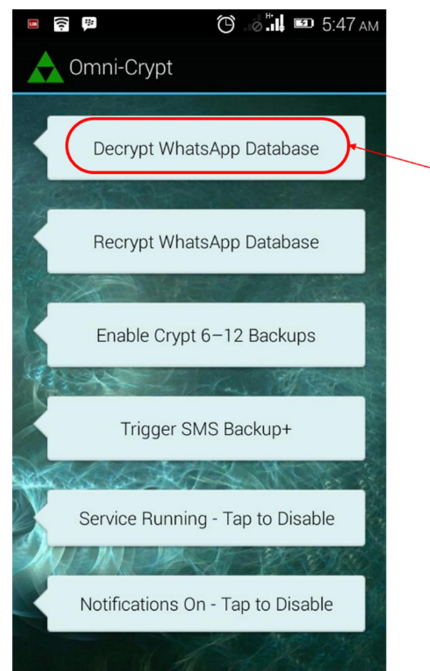 5:47 AM
Omni-Crypt
Decrypt WhatsApp Database
Recrypt WhatsApp Database
Enable Crypt 6–12 Backups
Trigger SMS Backup+
Service Running - Tap to Disable
Notifications On - Tap to Disable